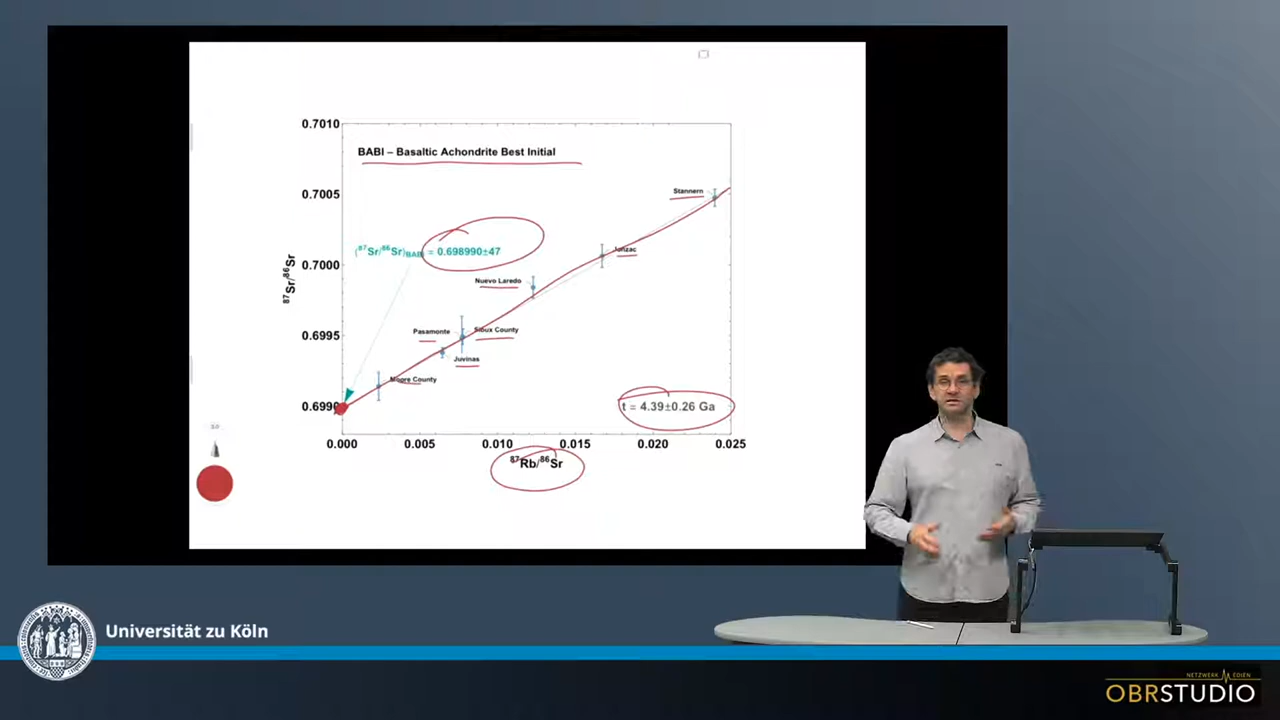 0.7010
BABI – Basaltic Achondrite Best Initial
0.7005
Stannern
(87Sr/86Sr)BABI = 0.698990±47
Jonzac
0.7000
Nuevo Laredo
87Sr/86Sr
0.6995
Pasamonte
Sioux County
Juvinas
Moore County
0.6990
t = 4.39±0.26 Ga
0.000 0.005 0.010 0.015 0.020 0.025
87Rb/86Sr
Universität zu Köln
NETZWERK MEDIEN
OBRSTUDIO